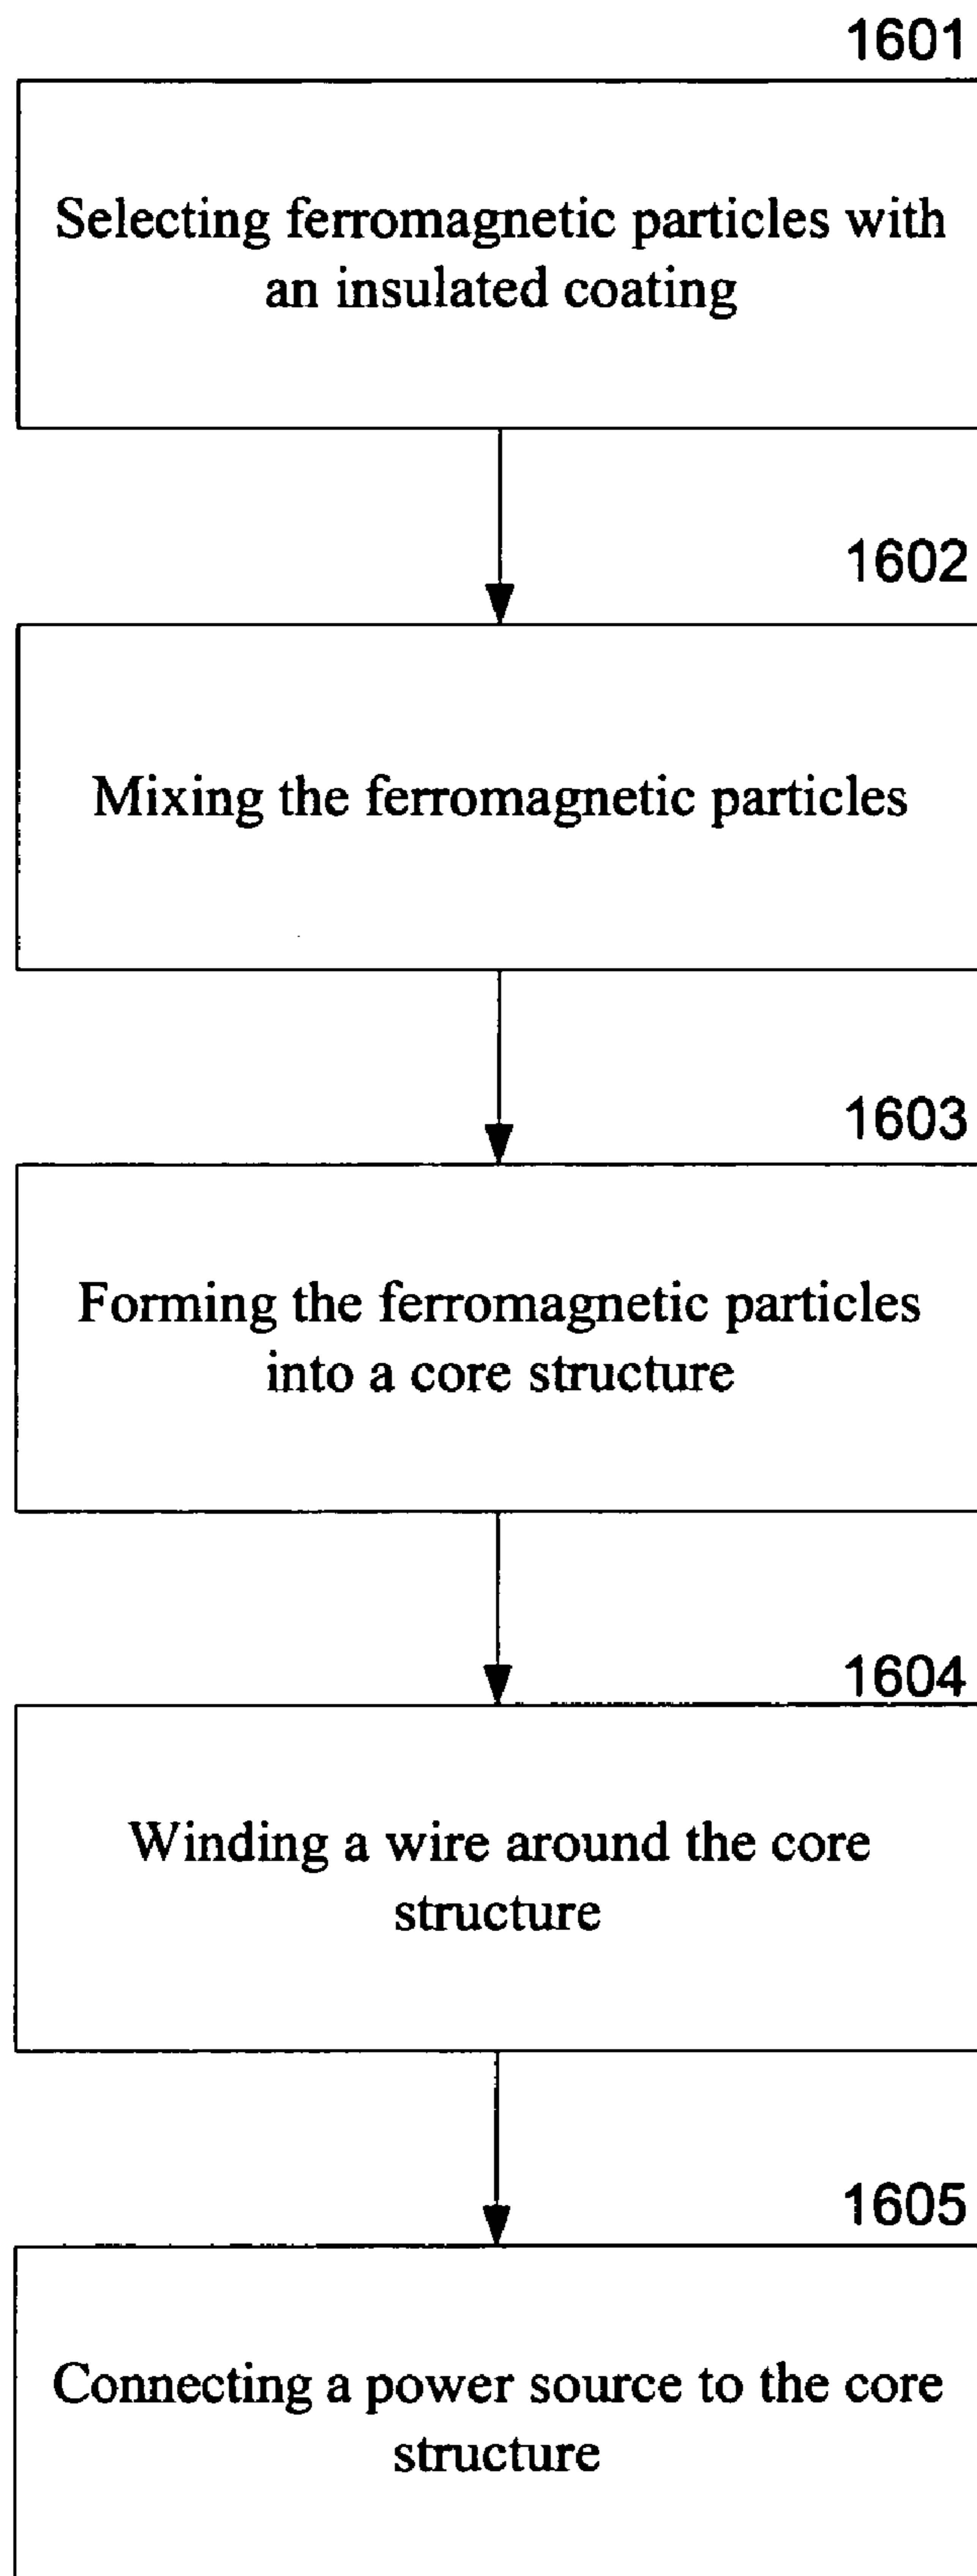 1601
Selecting ferromagnetic particles with
an insulated coating
1602
Mixing the ferromagnetic particles
1603
Forming the ferromagnetic particles
into a core structure
1604
Winding a wire around the core
structure
1605
Connecting a power source to the core
structure